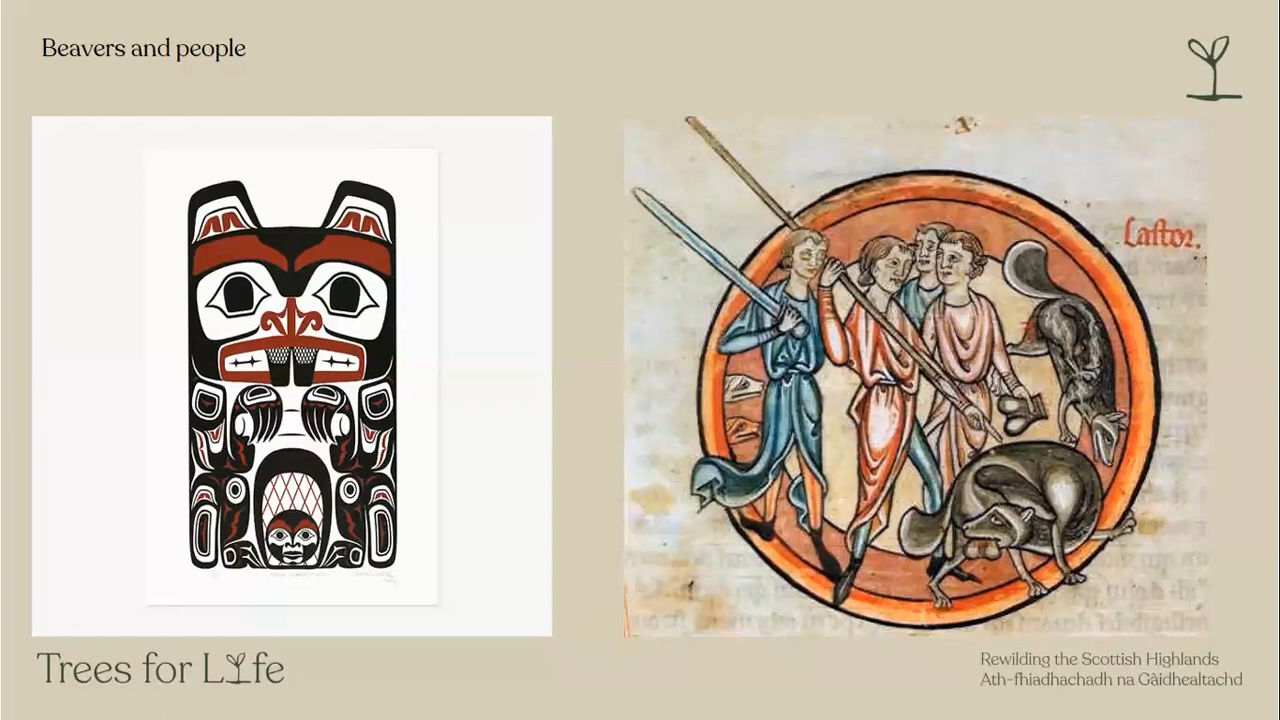 Beavers and people
Castor.
Trees for Life
Rewilding the Scottish Highlands
Ath-fhiadhachadh na Gàidhealtachd